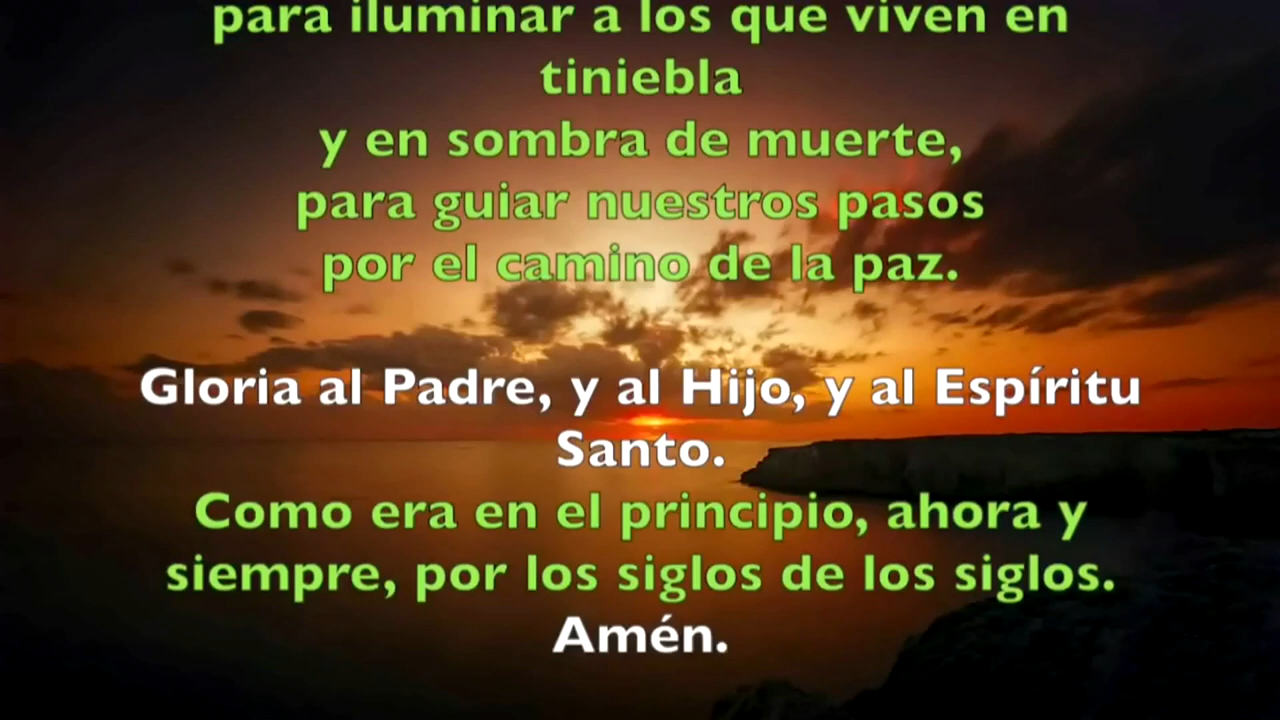 para iluminar a los que viven en
tiniebla
y en sombra de muerte,
para guiar nuestros pasos
por el camino de la paz.
Gloria al Padre, y al Hijo, y al Espíritu
Santo.
Como era en el principio, ahora y
siempre, por los siglos de los siglos.
Amén.